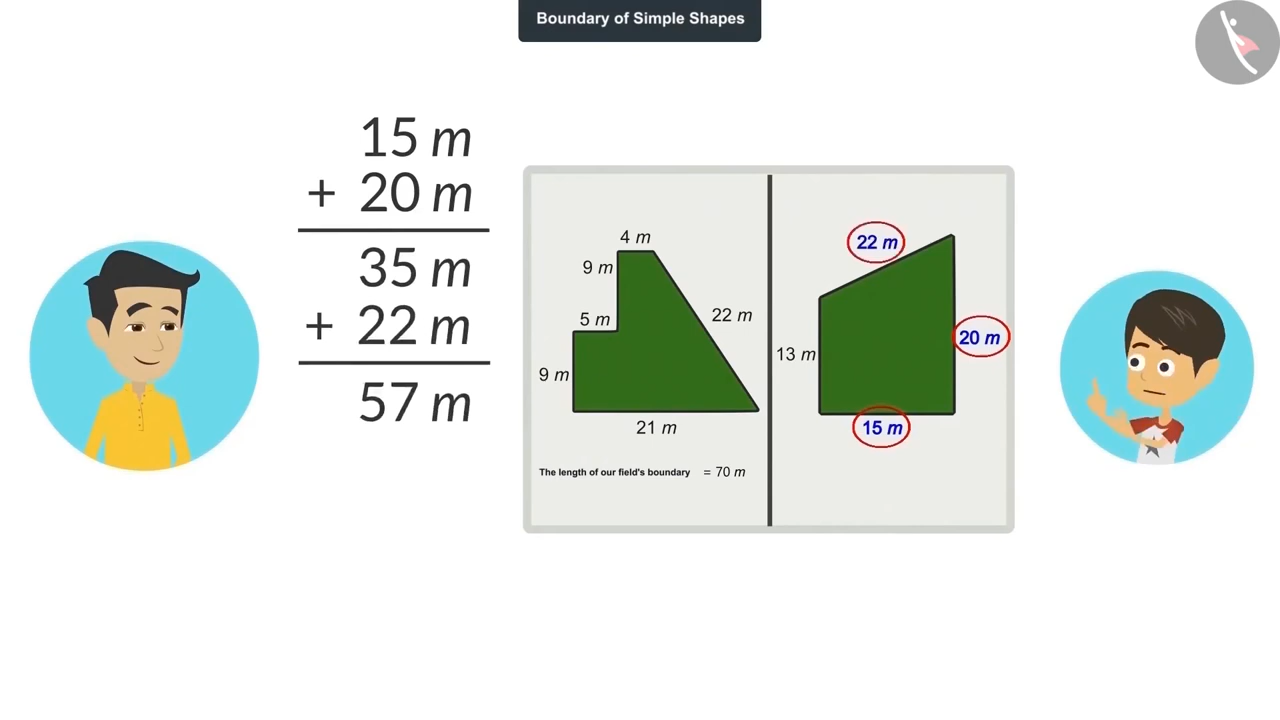 Boundary of Simple Shapes
15 m
+ 20 m
35 m
+ 22 m
57 m
4 m
9 m
5 m
22 m
9 m
21 m
The length of our field's boundary = 70 m
22 m
20 m
13 m
15 m